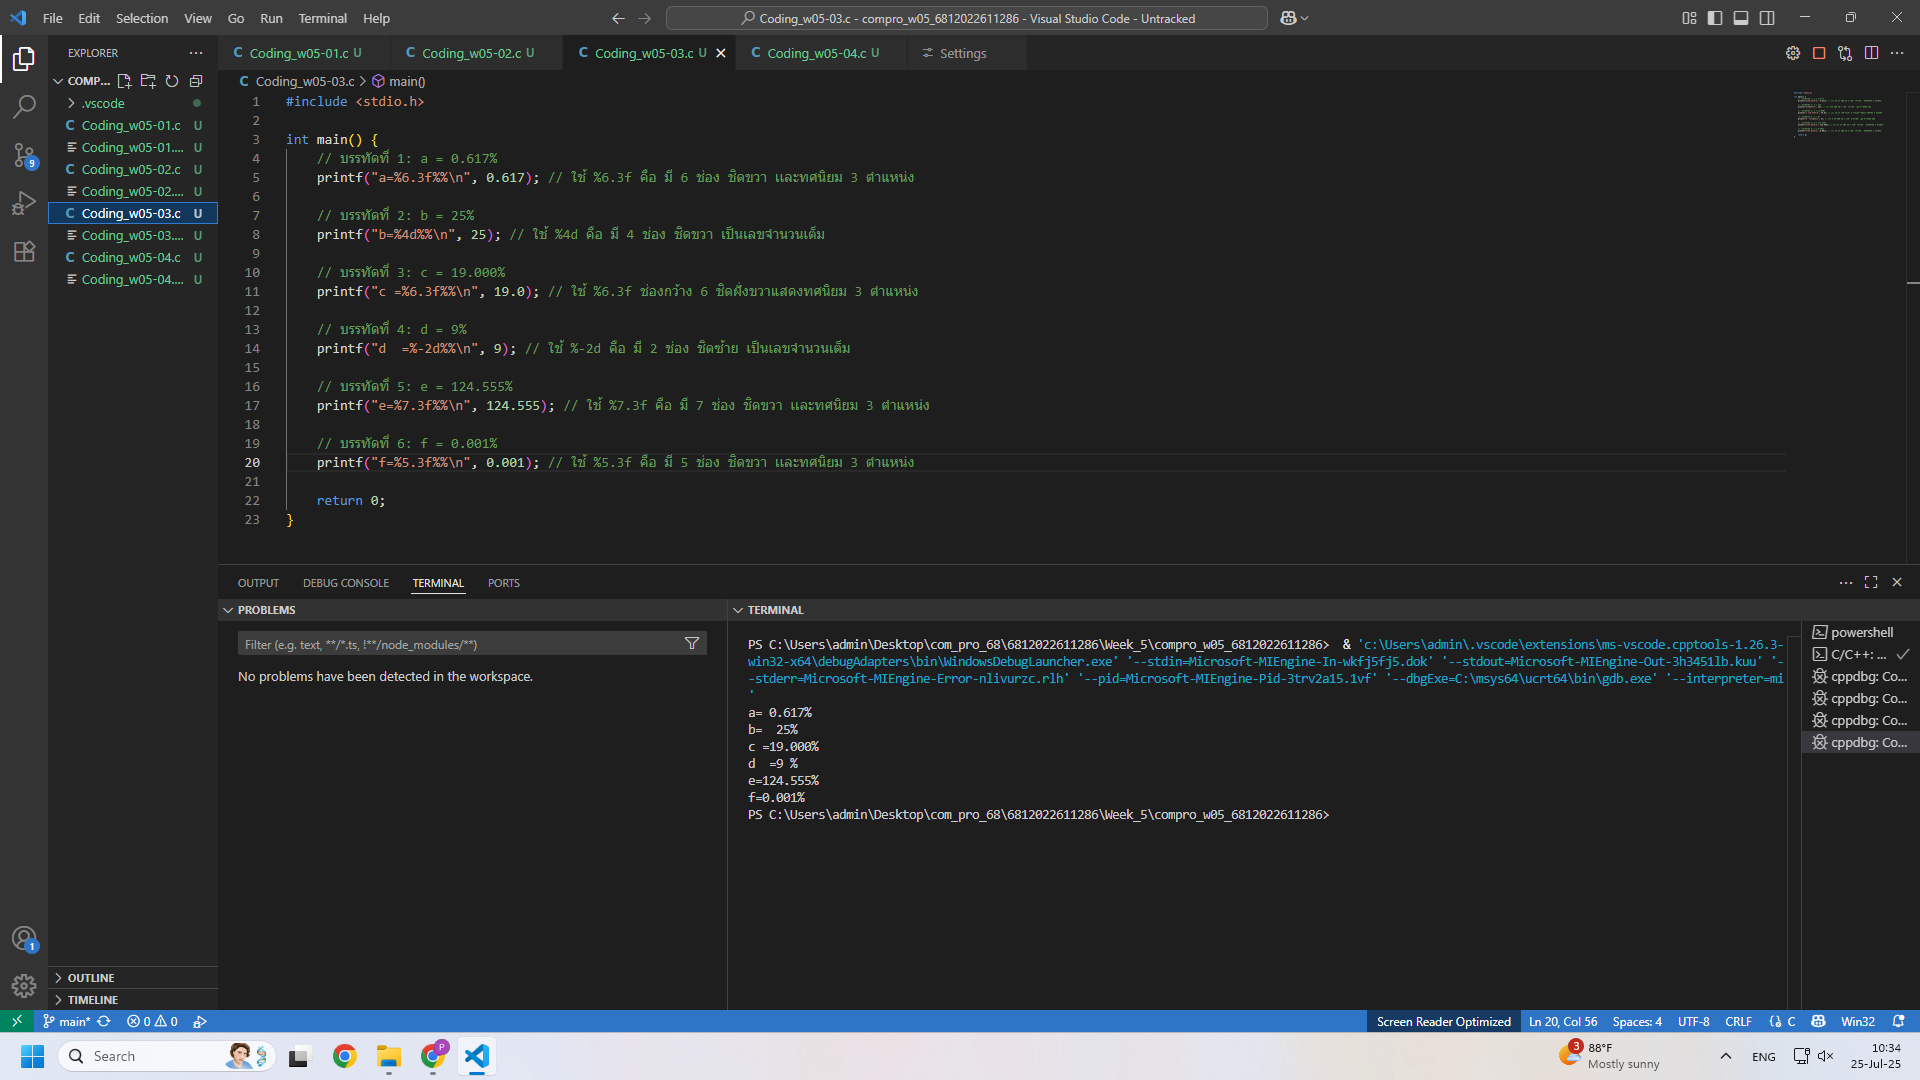 File Edit Selection View Go Run Terminal Help
Coding_w05-03.c - compro_w05_6812022611286 - Visual Studio Code - Untracked
EXPLORER
Coding_w05-01.c U
Coding_w05-02.c U
Coding_w05-03.c U
Coding_w05-04.c U
Settings
COMP...
.vscode
Coding_w05-01.c U
Coding_w05-01.... U
Coding_w05-02.c U
Coding_w05-02.... U
Coding_w05-03.c U
Coding_w05-03.... U
Coding_w05-04.c U
Coding_w05-04.... U
OUTLINE
TIMELINE
9
1
Coding_w05-03.c > main()
1 #include <stdio.h>
2
3 int main() {
4 // บรรทัดที่ 1: a = 0.617%
5 printf("a=%6.3f%%\n", 0.617); // ใช้ %6.3f คือ มี 6 ช่อง ชิดขวา และทศนิยม 3 ตำแหน่ง
6
7 // บรรทัดที่ 2: b = 25%
8 printf("b=%4d%%\n", 25); // ใช้ %4d คือ มี 4 ช่อง ชิดขวา เป็นเลขจำนวนเต็ม
9
10 // บรรทัดที่ 3: c = 19.000%
11 printf("c =%6.3f%%\n", 19.0); // ใช้ %6.3f ช่องกว้าง 6 ชิดฝั่งขวาแสดงทศนิยม 3 ตำแหน่ง
12
13 // บรรทัดที่ 4: d = 9%
14 printf("d  =%-2d%%\n", 9); // ใช้ %-2d คือ มี 2 ช่อง ชิดซ้าย เป็นเลขจำนวนเต็ม
15
16 // บรรทัดที่ 5: e = 124.555%
17 printf("e=%7.3f%%\n", 124.555); // ใช้ %7.3f คือ มี 7 ช่อง ชิดขวา และทศนิยม 3 ตำแหน่ง
18
19 // บรรทัดที่ 6: f = 0.001%
20 printf("f=%5.3f%%\n", 0.001); // ใช้ %5.3f คือ มี 5 ช่อง ชิดขวา และทศนิยม 3 ตำแหน่ง
21
22 return 0;
23 }
OUTPUT DEBUG CONSOLE TERMINAL PORTS
PROBLEMS
Filter (e.g. text, **/*.ts, !**/node_modules/**)
No problems have been detected in the workspace.
TERMINAL
PS C:\Users\admin\Desktop\com_pro_68\6812022611286\Week_5\compro_w05_6812022611286>  & 'c:\Users\admin\.vscode\extensions\ms-vscode.cpptools-1.26.3-
win32-x64\debugAdapters\bin\WindowsDebugLauncher.exe' '--stdin=Microsoft-MIEngine-In-wkfj5fj5.dok' '--stdout=Microsoft-MIEngine-Out-3h3451lb.kuu' '-
-stderr=Microsoft-MIEngine-Error-nlivurzc.rlh' '--pid=Microsoft-MIEngine-Pid-3trv2a15.1vf' '--dbgExe=C:\msys64\ucrt64\bin\gdb.exe' '--interpreter=mi
'
a= 0.617%
b=  25%
c =19.000%
d  =9 %
e=124.555%
f=0.001%
PS C:\Users\admin\Desktop\com_pro_68\6812022611286\Week_5\compro_w05_6812022611286>
powershell
C/C++: ...
cppdbg: Co...
cppdbg: Co...
cppdbg: Co...
cppdbg: Co...
main* 0 0
Screen Reader Optimized Ln 20, Col 56 Spaces: 4 UTF-8 CRLF {} C Win32
Search
3
88°F
Mostly sunny
P
ENG
10:34
25-Jul-25